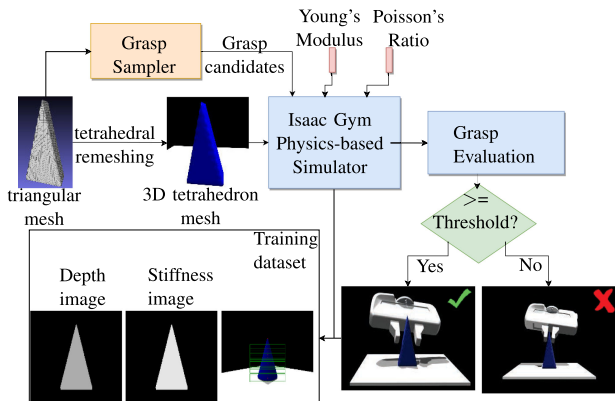 Grasp
Sampler
Grasp
candidates
Young's
Modulus
Poisson's
Ratio
tetrahedral
remeshing
Isaac Gym
Physics-based
Simulator
Grasp
Evaluation
triangular
mesh
3D tetrahedron
mesh
>=
Threshold?
Yes
No
Training
dataset
Depth
image
Stiffness
image